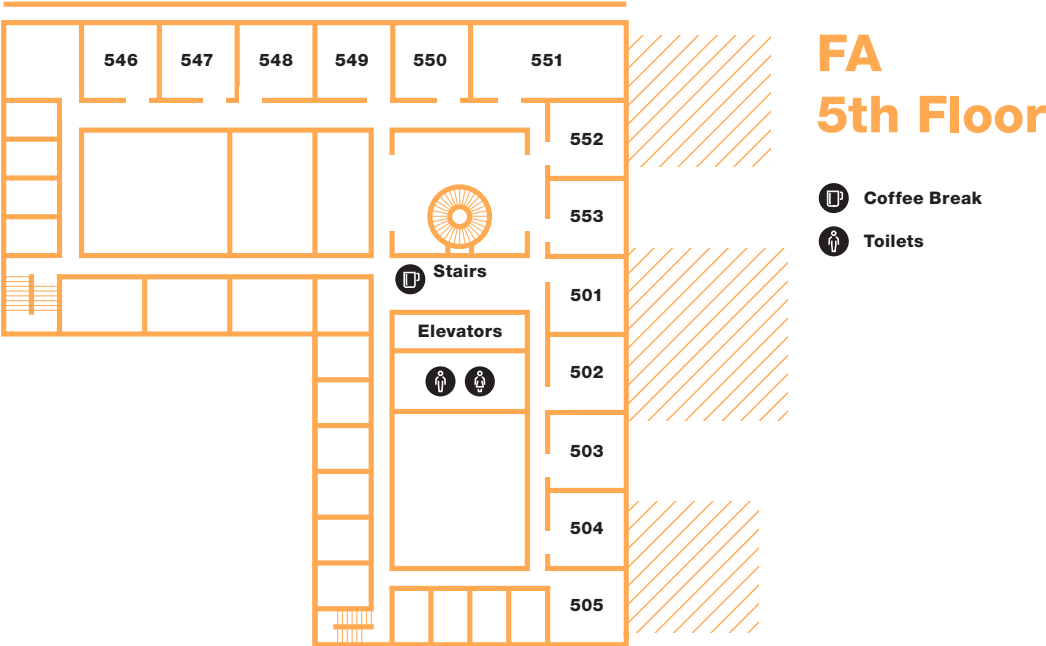 FA
5th Floor
Coffee Break
Toilets
546 547 548 549 550 551
552
553
Stairs
501
Elevators
502
503
504
505